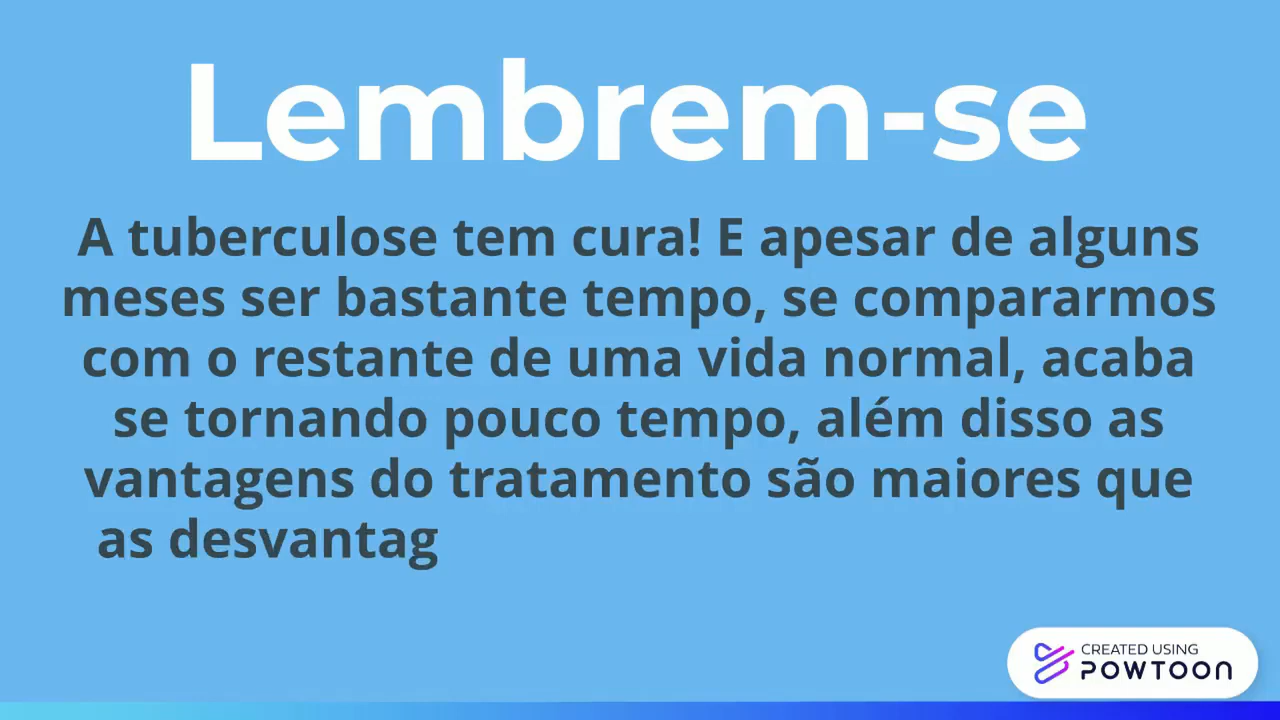 Lembrem-se
A tuberculose tem cura! E apesar de alguns
meses ser bastante tempo, se compararmos
com o restante de uma vida normal, acaba
se tornando pouco tempo, além disso as
vantagens do tratamento são maiores que
as desvantag
CREATED USING
POWTOON